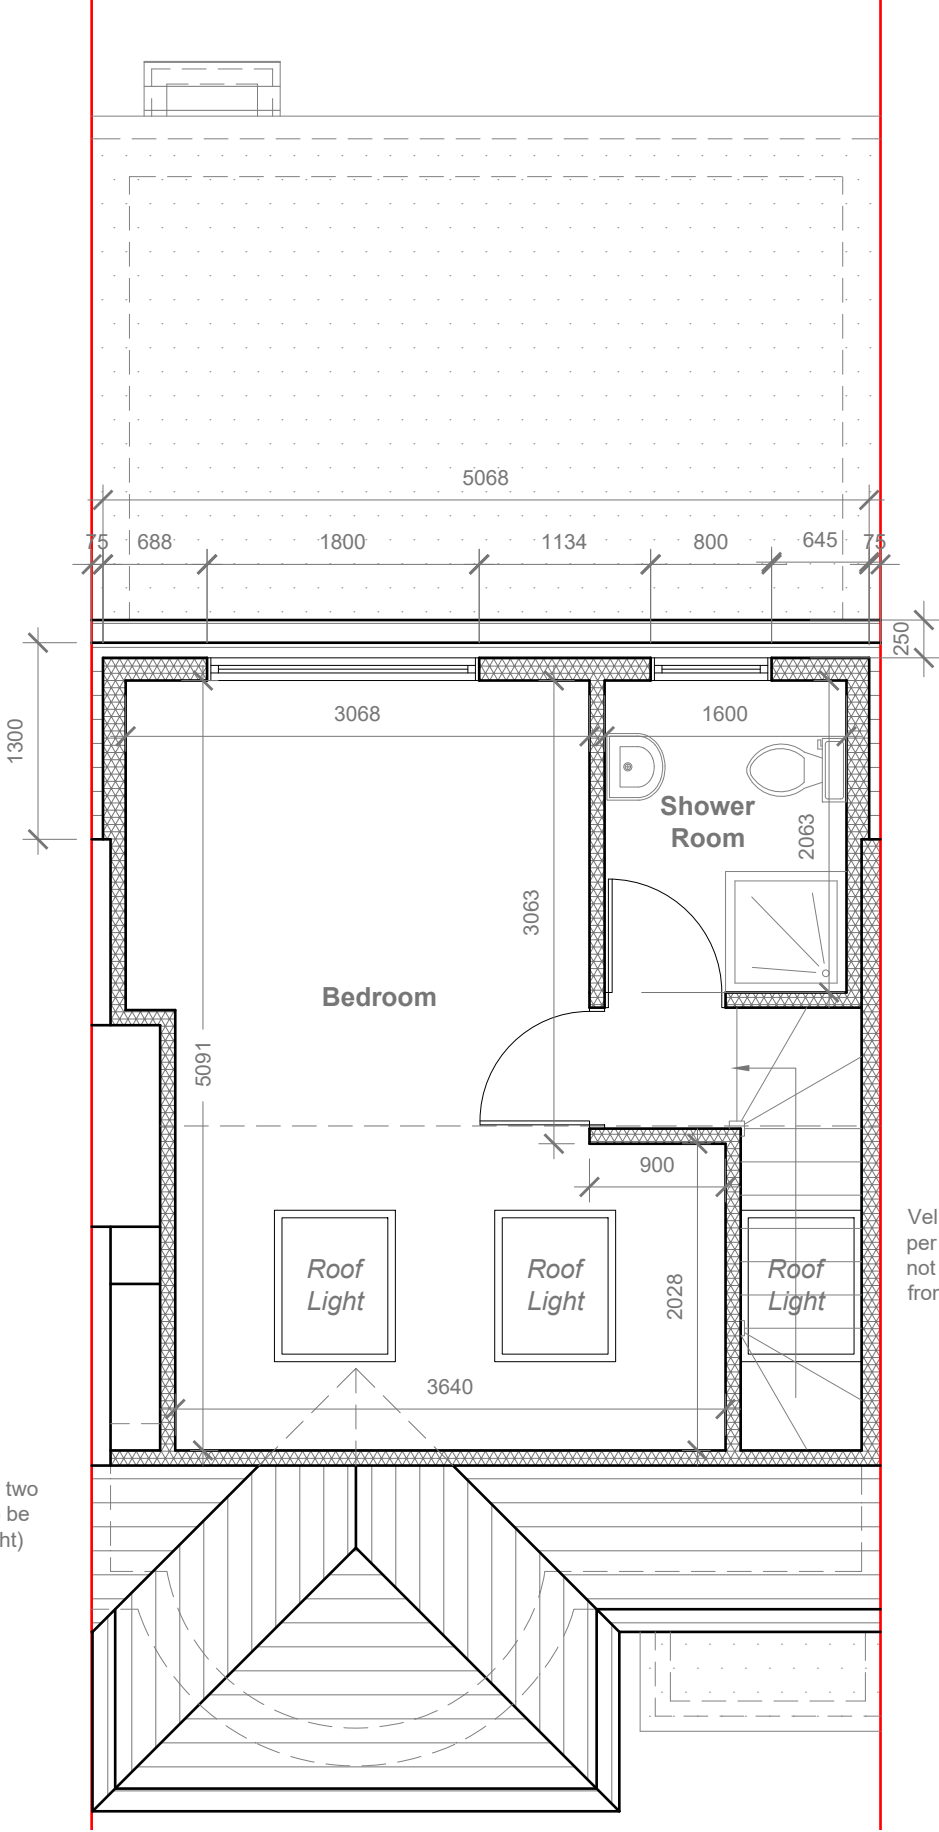 5068
75
688
1800
1134
800
645
75
250
1300
3068
1600
Shower
Room
2063
3063
Bedroom
5091
900
Roof
Light
Roof
Light
2028
Roof
Light
Vel
per
not
fron
3640
two
be
ht)